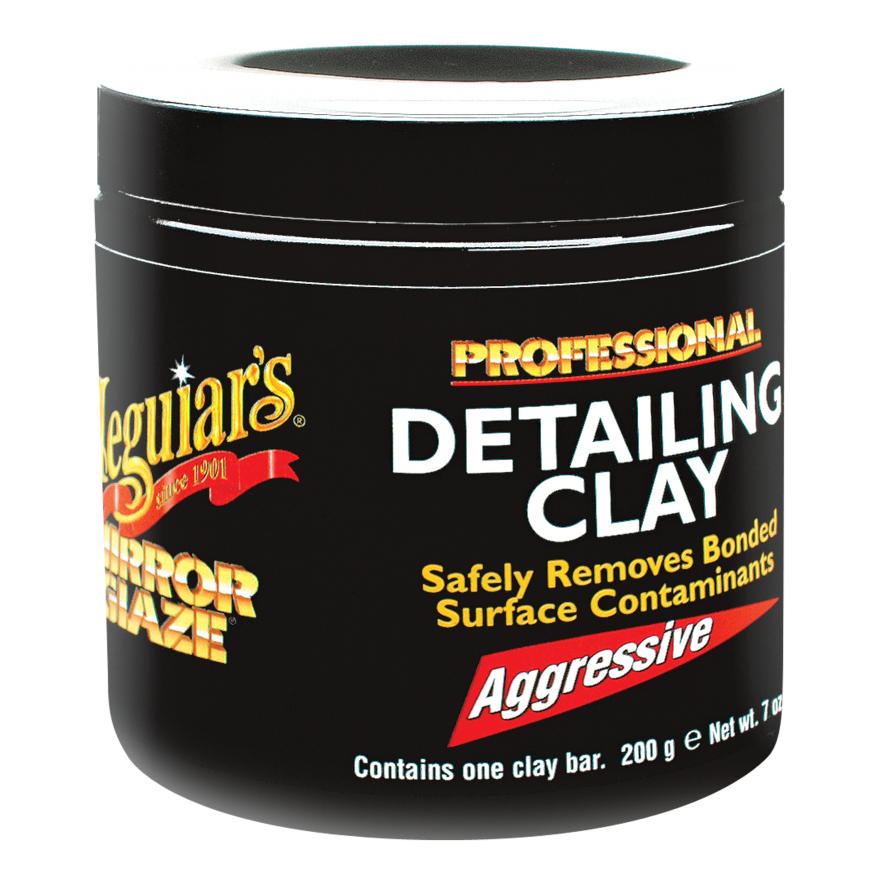 Meguiar's®
since 1901
MIRROR
GLAZE®
PROFESSIONAL
DETAILING
CLAY
Safely Removes Bonded
Surface Contaminants
Aggressive
Contains one clay bar. 200 g ℮ Net wt. 7 oz